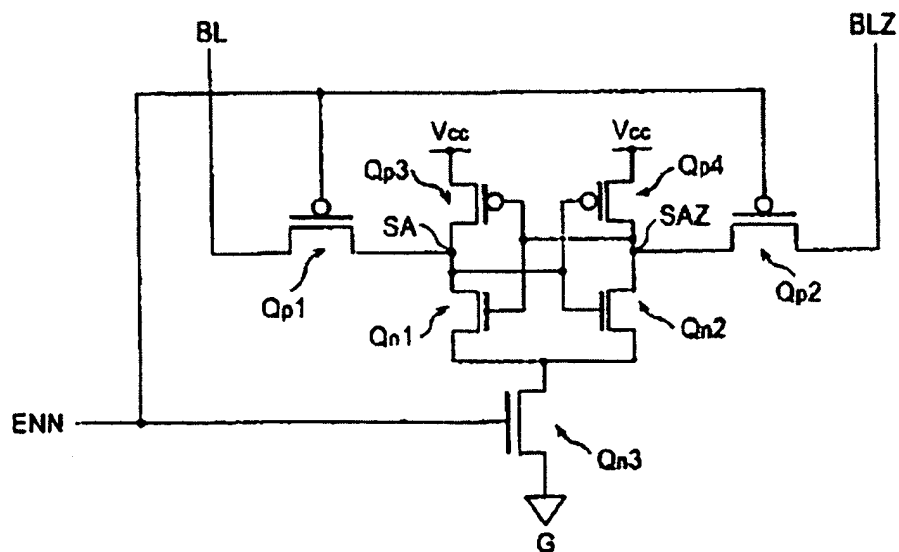 BL
BLZ
Vcc
Vcc
Qp3
Qp4
SA
SAZ
Qp1
Qp2
Qn1
Qn2
ENN
Qn3
G